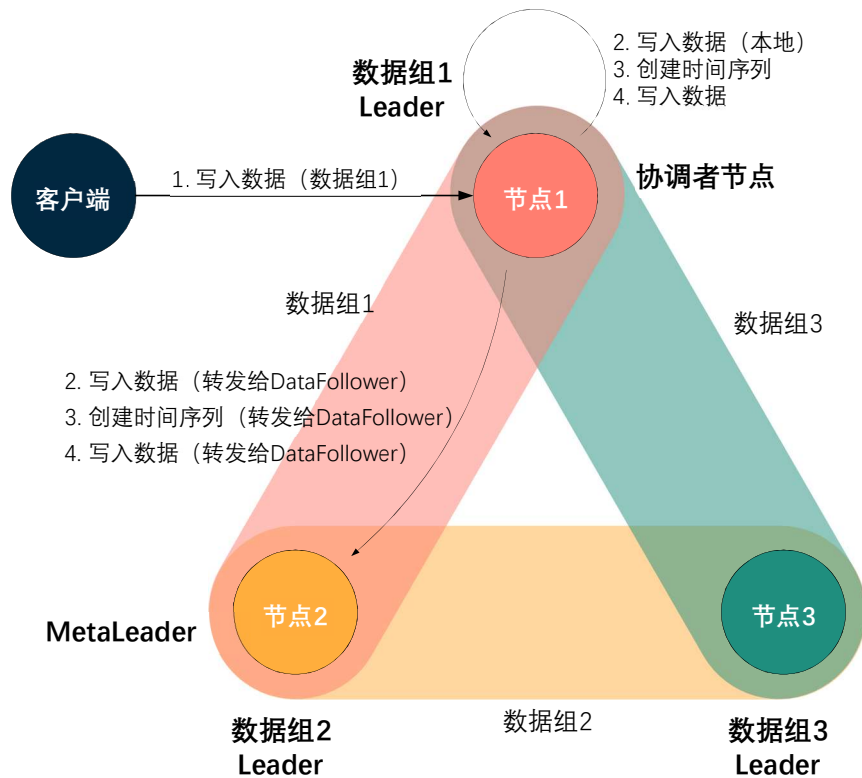 数据组1
Leader
2. 写入数据（本地）
3. 创建时间序列
4. 写入数据
客户端
1. 写入数据（数据组1）
节点1
协调者节点
数据组1
数据组3
2. 写入数据（转发给DataFollower）
3. 创建时间序列（转发给DataFollower）
4. 写入数据（转发给DataFollower）
节点2
节点3
MetaLeader
数据组2
Leader
数据组2
数据组3
Leader